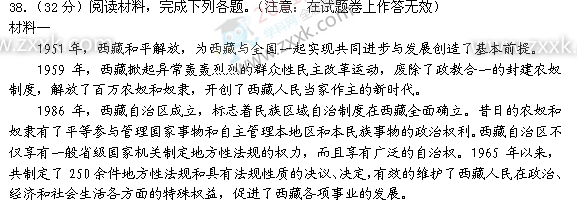 38.（32 分）阅读材料，完成下列各题。（注意：在试题卷上作答无效）
材料一
1951 年，西藏和平解放，为西藏与全国一起实现共同进步与发展创造了基本前提。
1959 年，西藏掀起异常轰轰烈烈的群众性民主改革运动，废除了政教合一的封建农奴
制度，解放了百万农奴和奴隶，开创了西藏人民当家作主的新时代。
1986 年，西藏自治区成立，标志着民族区域自治制度在西藏全面确立。昔日的农奴和
奴隶有了平等参与管理国家事物和自主管理本地区和本民族事物的政治权利。西藏自治区不
仅享有一般省级国家机关制定地方性法规的权力，而且享有广泛的自治权。1965 年以来，
共制定了 250 余件地方性法规和具有法规性质的决议、决定，有效的维护了西藏人民在政治、
经济和社会生活各方面的特殊权益，促进了西藏各项事业的发展。